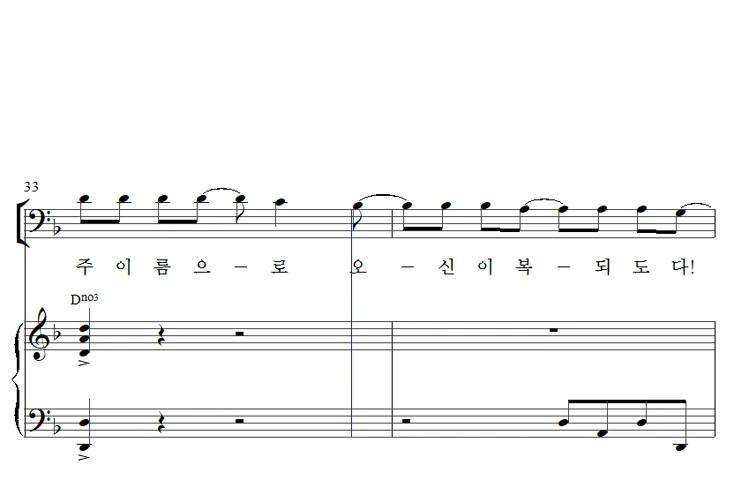 33
주 이 름 으 – 로 오 – 신 이 복 – 되 도 다!
Dno3